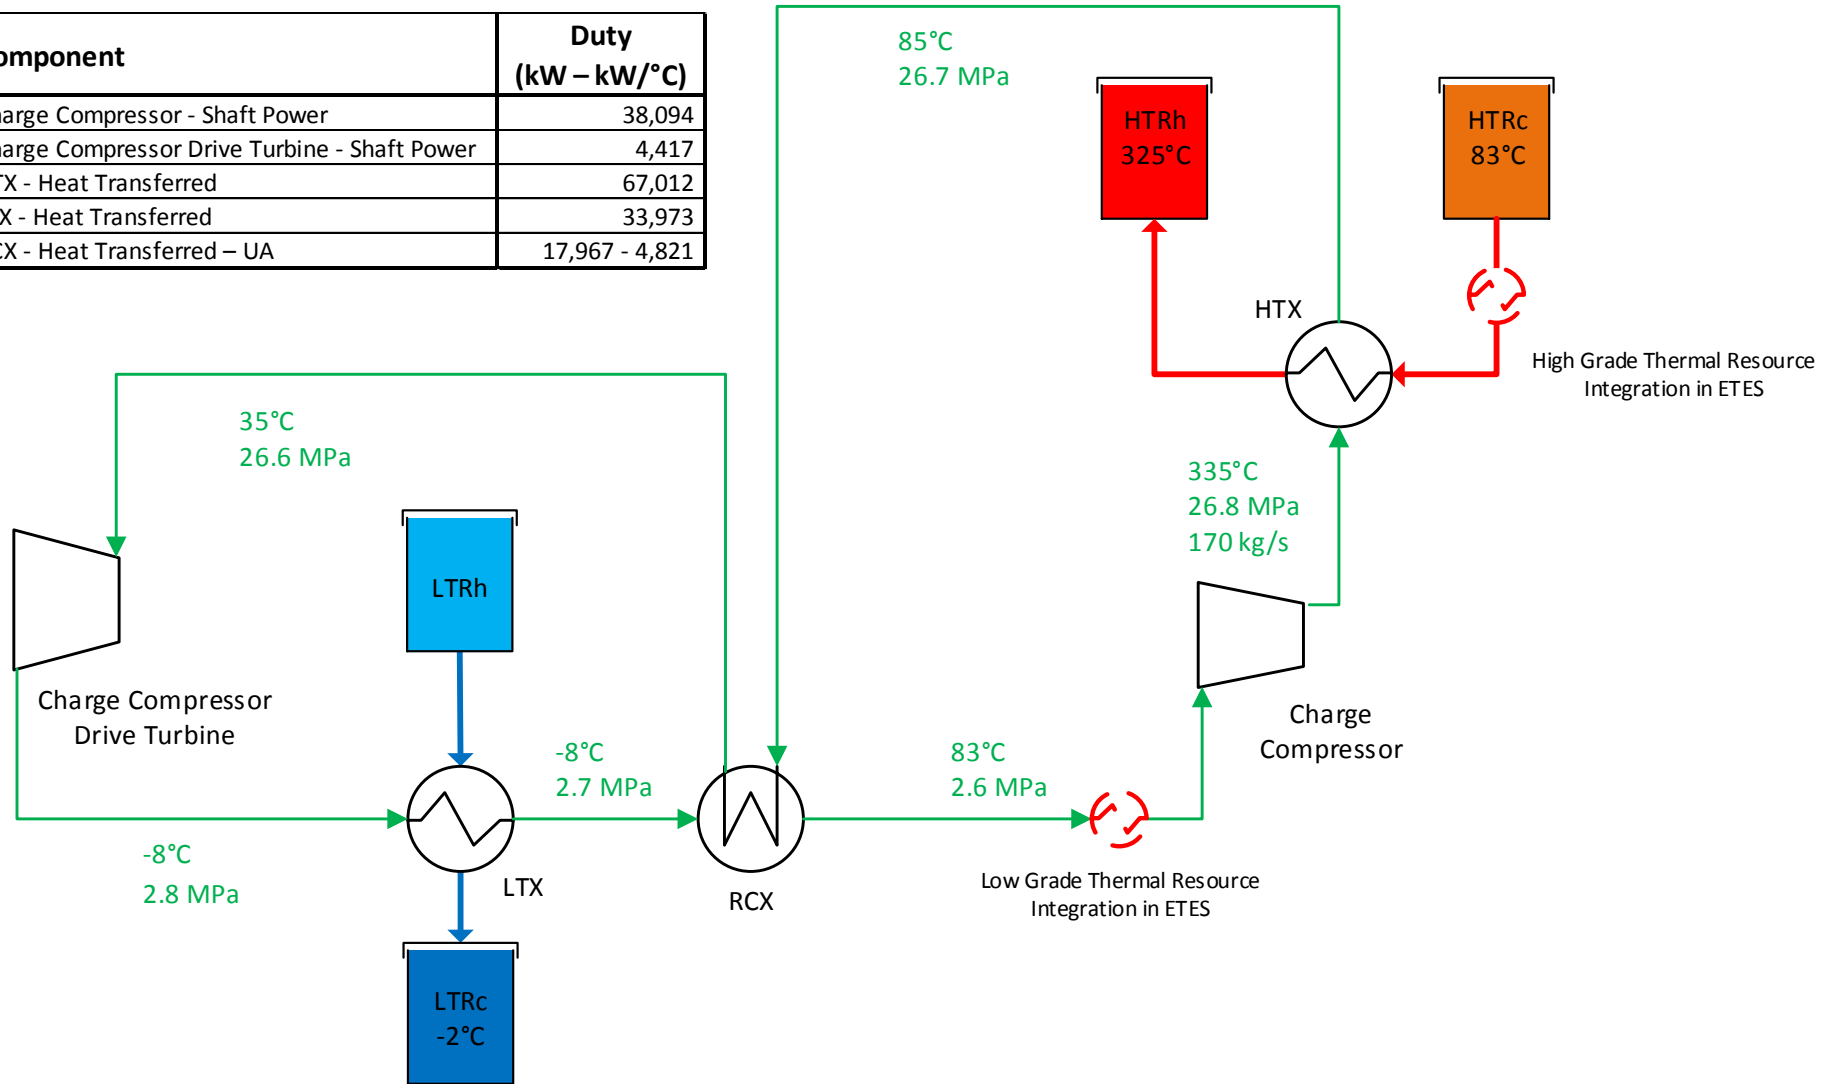 omponent
Duty
(kW – kW/°C)
arge Compressor - Shaft Power
38,094
arge Compressor Drive Turbine - Shaft Power
4,417
TX - Heat Transferred
67,012
X - Heat Transferred
33,973
CX - Heat Transferred – UA
17,967 - 4,821
85°C
26.7 MPa
HTRh
325°C
HTRc
83°C
HTX
High Grade Thermal Resource
Integration in ETES
35°C
26.6 MPa
335°C
26.8 MPa
170 kg/s
LTRh
Charge Compressor
Drive Turbine
Charge
Compressor
-8°C
2.7 MPa
83°C
2.6 MPa
-8°C
2.8 MPa
LTX
RCX
Low Grade Thermal Resource
Integration in ETES
LTRc
-2°C